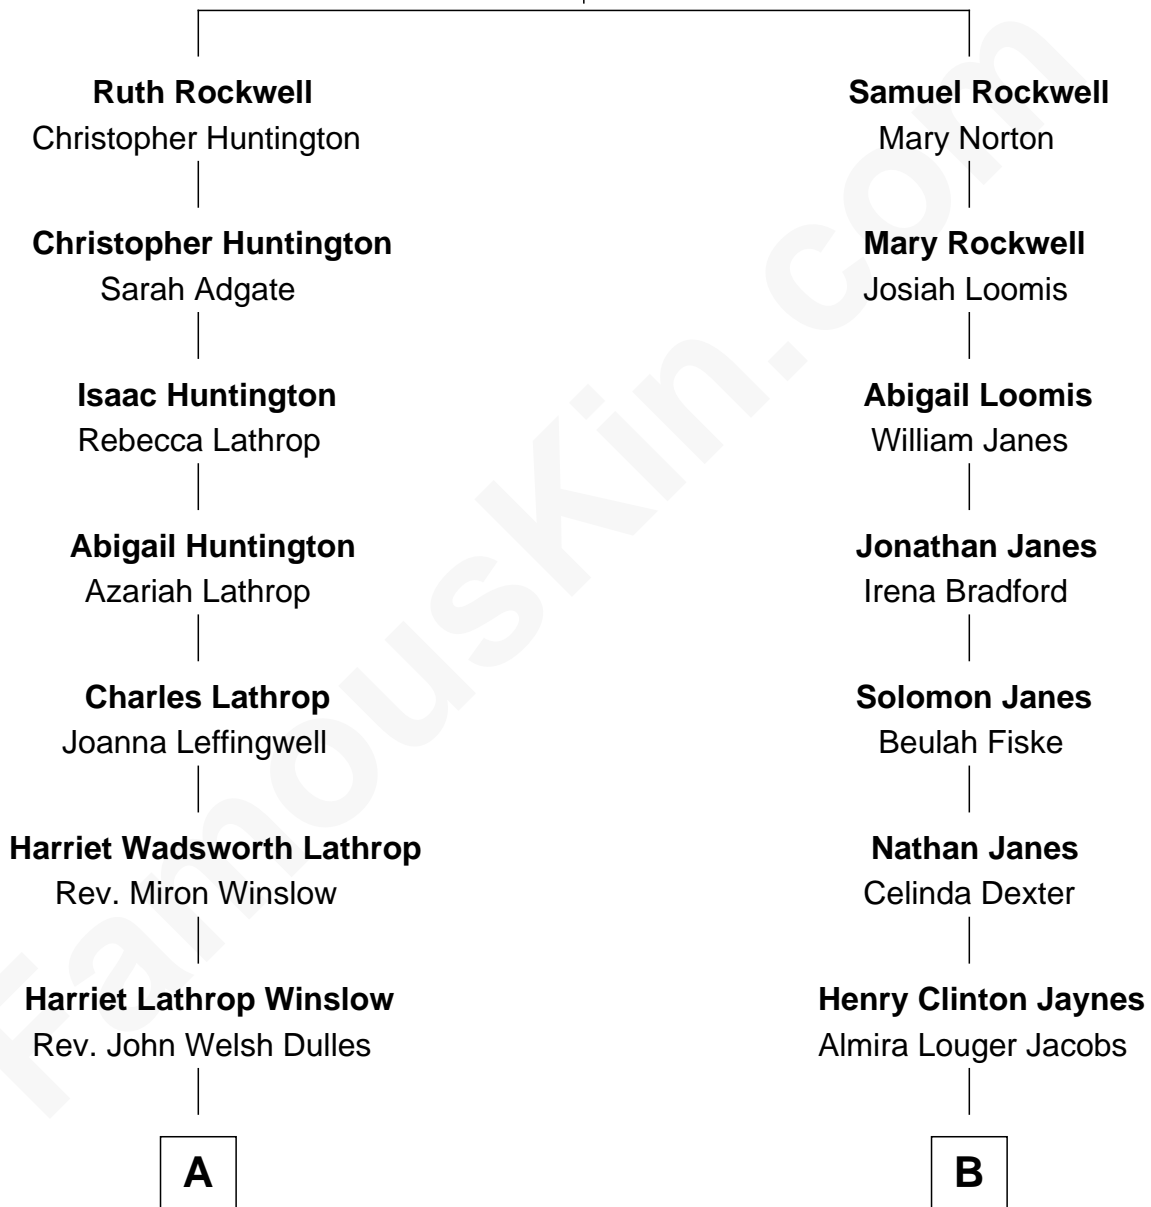 Ruth Rockwell
Christopher Huntington
Samuel Rockwell
Mary Norton
Christopher Huntington
Sarah Adgate
Mary Rockwell
Josiah Loomis
Isaac Huntington
Rebecca Lathrop
Abigail Loomis
William Janes
Abigail Huntington
Azariah Lathrop
Jonathan Janes
Irena Bradford
Charles Lathrop
Joanna Leffingwell
Solomon Janes
Beulah Fiske
Harriet Wadsworth Lathrop
Rev. Miron Winslow
Nathan Janes
Celinda Dexter
Harriet Lathrop Winslow
Rev. John Welsh Dulles
Henry Clinton Jaynes
Almira Louger Jacobs
A
B
FamousKin.com